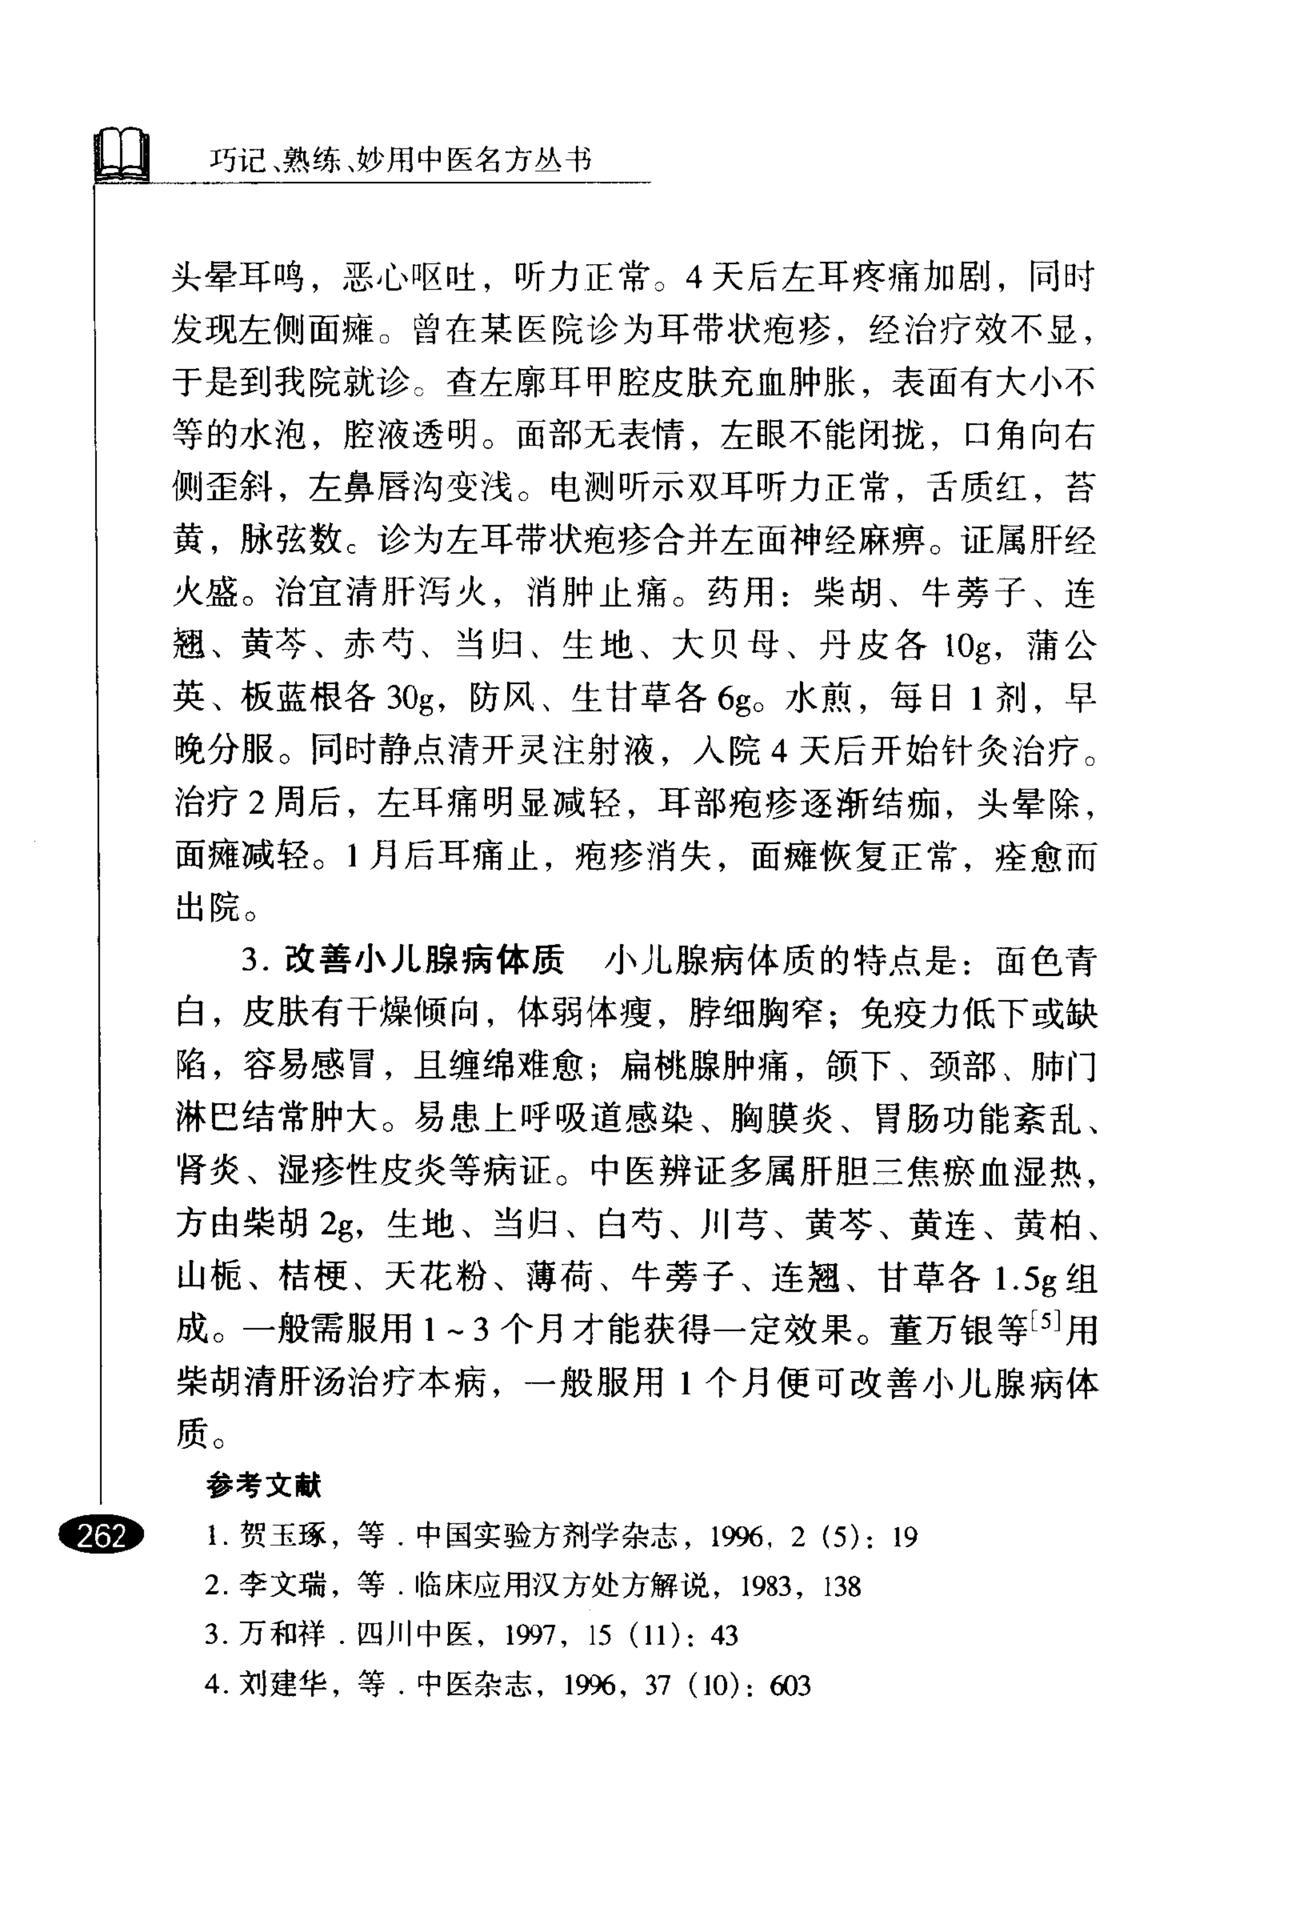 巧记、熟练、妙用中医名方丛书
头晕耳鸣，恶心呕吐，听力正常。4天后左耳疼痛加剧，同时
发现左侧面瘫。曾在某医院诊为耳带状疱疹，经治疗效不显，
于是到我院就诊。查左廓耳甲腔皮肤充血肿胀，表面有大小不
等的水泡，腔液透明。面部无表情，左眼不能闭拢，口角向右
侧歪斜，左鼻唇沟变浅。电测听示双耳听力正常，舌质红，苔
黄，脉弦数。诊为左耳带状疱疹合并左面神经麻痹。证属肝经
火盛。治宜清肝泻火，消肿止痛。药用：柴胡、牛蒡子、连
翘、黄芩、赤芍、当归、生地、大贝母、丹皮各10g，蒲公
英、板蓝根各30g，防风、生甘草各6g。水煎，每日1剂，早
晚分服。同时静点清开灵注射液，入院4天后开始针灸治疗。
治疗2周后，左耳痛明显减轻，耳部疱疹逐渐结痂，头晕除，
面瘫减轻。1月后耳痛止，疱疹消失，面瘫恢复正常，痊愈而
出院。
3. 改善小儿腺病体质 小儿腺病体质的特点是：面色青
白，皮肤有干燥倾向，体弱体瘦，脖细胸窄；免疫力低下或缺
陷，容易感冒，且缠绵难愈；扁桃腺肿痛，颌下、颈部、肺门
淋巴结常肿大。易患上呼吸道感染、胸膜炎、胃肠功能紊乱、
肾炎、湿疹性皮炎等病证。中医辨证多属肝胆三焦瘀血湿热，
方由柴胡2g，生地、当归、白芍、川芎、黄芩、黄连、黄柏、
山栀、桔梗、天花粉、薄荷、牛蒡子、连翘、甘草各1.5g组
成。一般需服用1~3个月才能获得一定效果。董万银等[5]用
柴胡清肝汤治疗本病，一般服用1个月便可改善小儿腺病体
质。
参考文献
1. 贺玉琢，等．中国实验方剂学杂志，1996，2（5）：19
2. 李文瑞，等．临床应用汉方处方解说，1983，138
3. 万和祥．四川中医，1997，15（11）：43
4. 刘建华，等．中医杂志，1996，37（10）：603
262